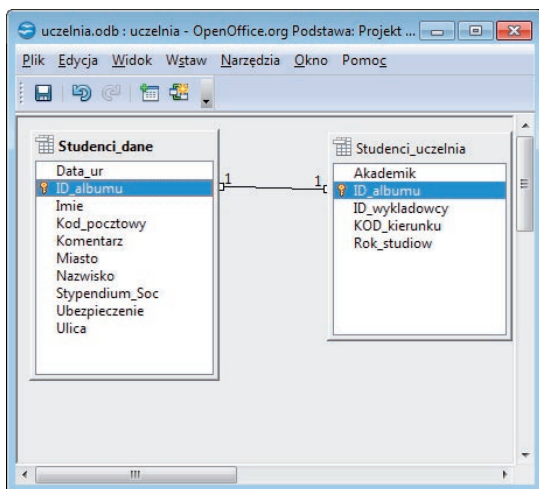 uczelnia.odb : uczelnia - OpenOffice.org Podstawa: Projekt ...
Plik Edycja Widok Wstaw Narzędzia Okno Pomoc
Studenci_dane
Data_ur
ID_albumu
Imie
Kod_pocztowy
Komentarz
Miasto
Nazwisko
Stypendium_Soc
Ubezpieczenie
Ulica
1
1
Studenci_uczelnia
Akademik
ID_albumu
ID_wykladowcy
KOD_kierunku
Rok_studiow